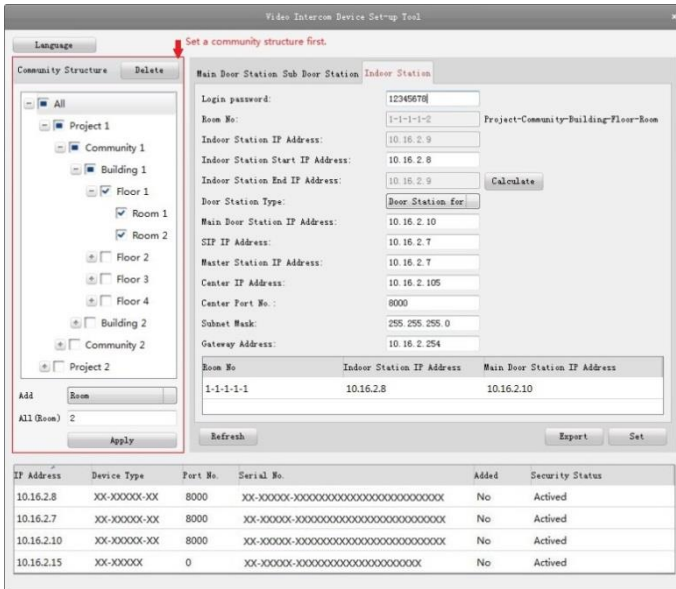 Video Intercom Device Set-up Tool
Language
Set a community structure first.
Community Structure Delete
All
Project 1
Community 1
Building 1
Floor 1
Room 1
Room 2
Floor 2
Floor 3
Floor 4
Building 2
Community 2
Project 2
Add Room
All(Room) 2
Apply
Main Door Station Sub Door Station Indoor Station
Login password: 12345678
Room No: 1-1-1-1-2 Project-Community-Building-Floor-Room
Indoor Station IP Address: 10.16.2.9
Indoor Station Start IP Address: 10.16.2.8
Indoor Station End IP Address: 10.16.2.9 Calculate
Door Station Type: Door Station for
Main Door Station IP Address: 10.16.2.10
SIP IP Address: 10.16.2.7
Master Station IP Address: 10.16.2.7
Center IP Address: 10.16.2.105
Center Port No.: 8000
Subnet Mask: 255.255.255.0
Gateway Address: 10.16.2.254
Room No Indoor Station IP Address Main Door Station IP Address
1-1-1-1-1 10.16.2.8 10.16.2.10
Refresh Export Set
IP Address Device Type Port No. Serial No. Added Security Status
10.16.2.8 XX-XXXXX-XX 8000 XX-XXXXX-XXXXXXXXXXXXXXXXXXXXXXXXX No Actived
10.16.2.7 XX-XXXXX-XX 8000 XX-XXXXX-XXXXXXXXXXXXXXXXXXXXXXXXX No Actived
10.16.2.10 XX-XXXXX-XX 8000 XX-XXXXX-XXXXXXXXXXXXXXXXXXXXXXXXX No Actived
10.16.2.15 XX-XXXXX 0 XX-XXXXX-XXXXXXXXXXXXXXXXXXXXX No Actived